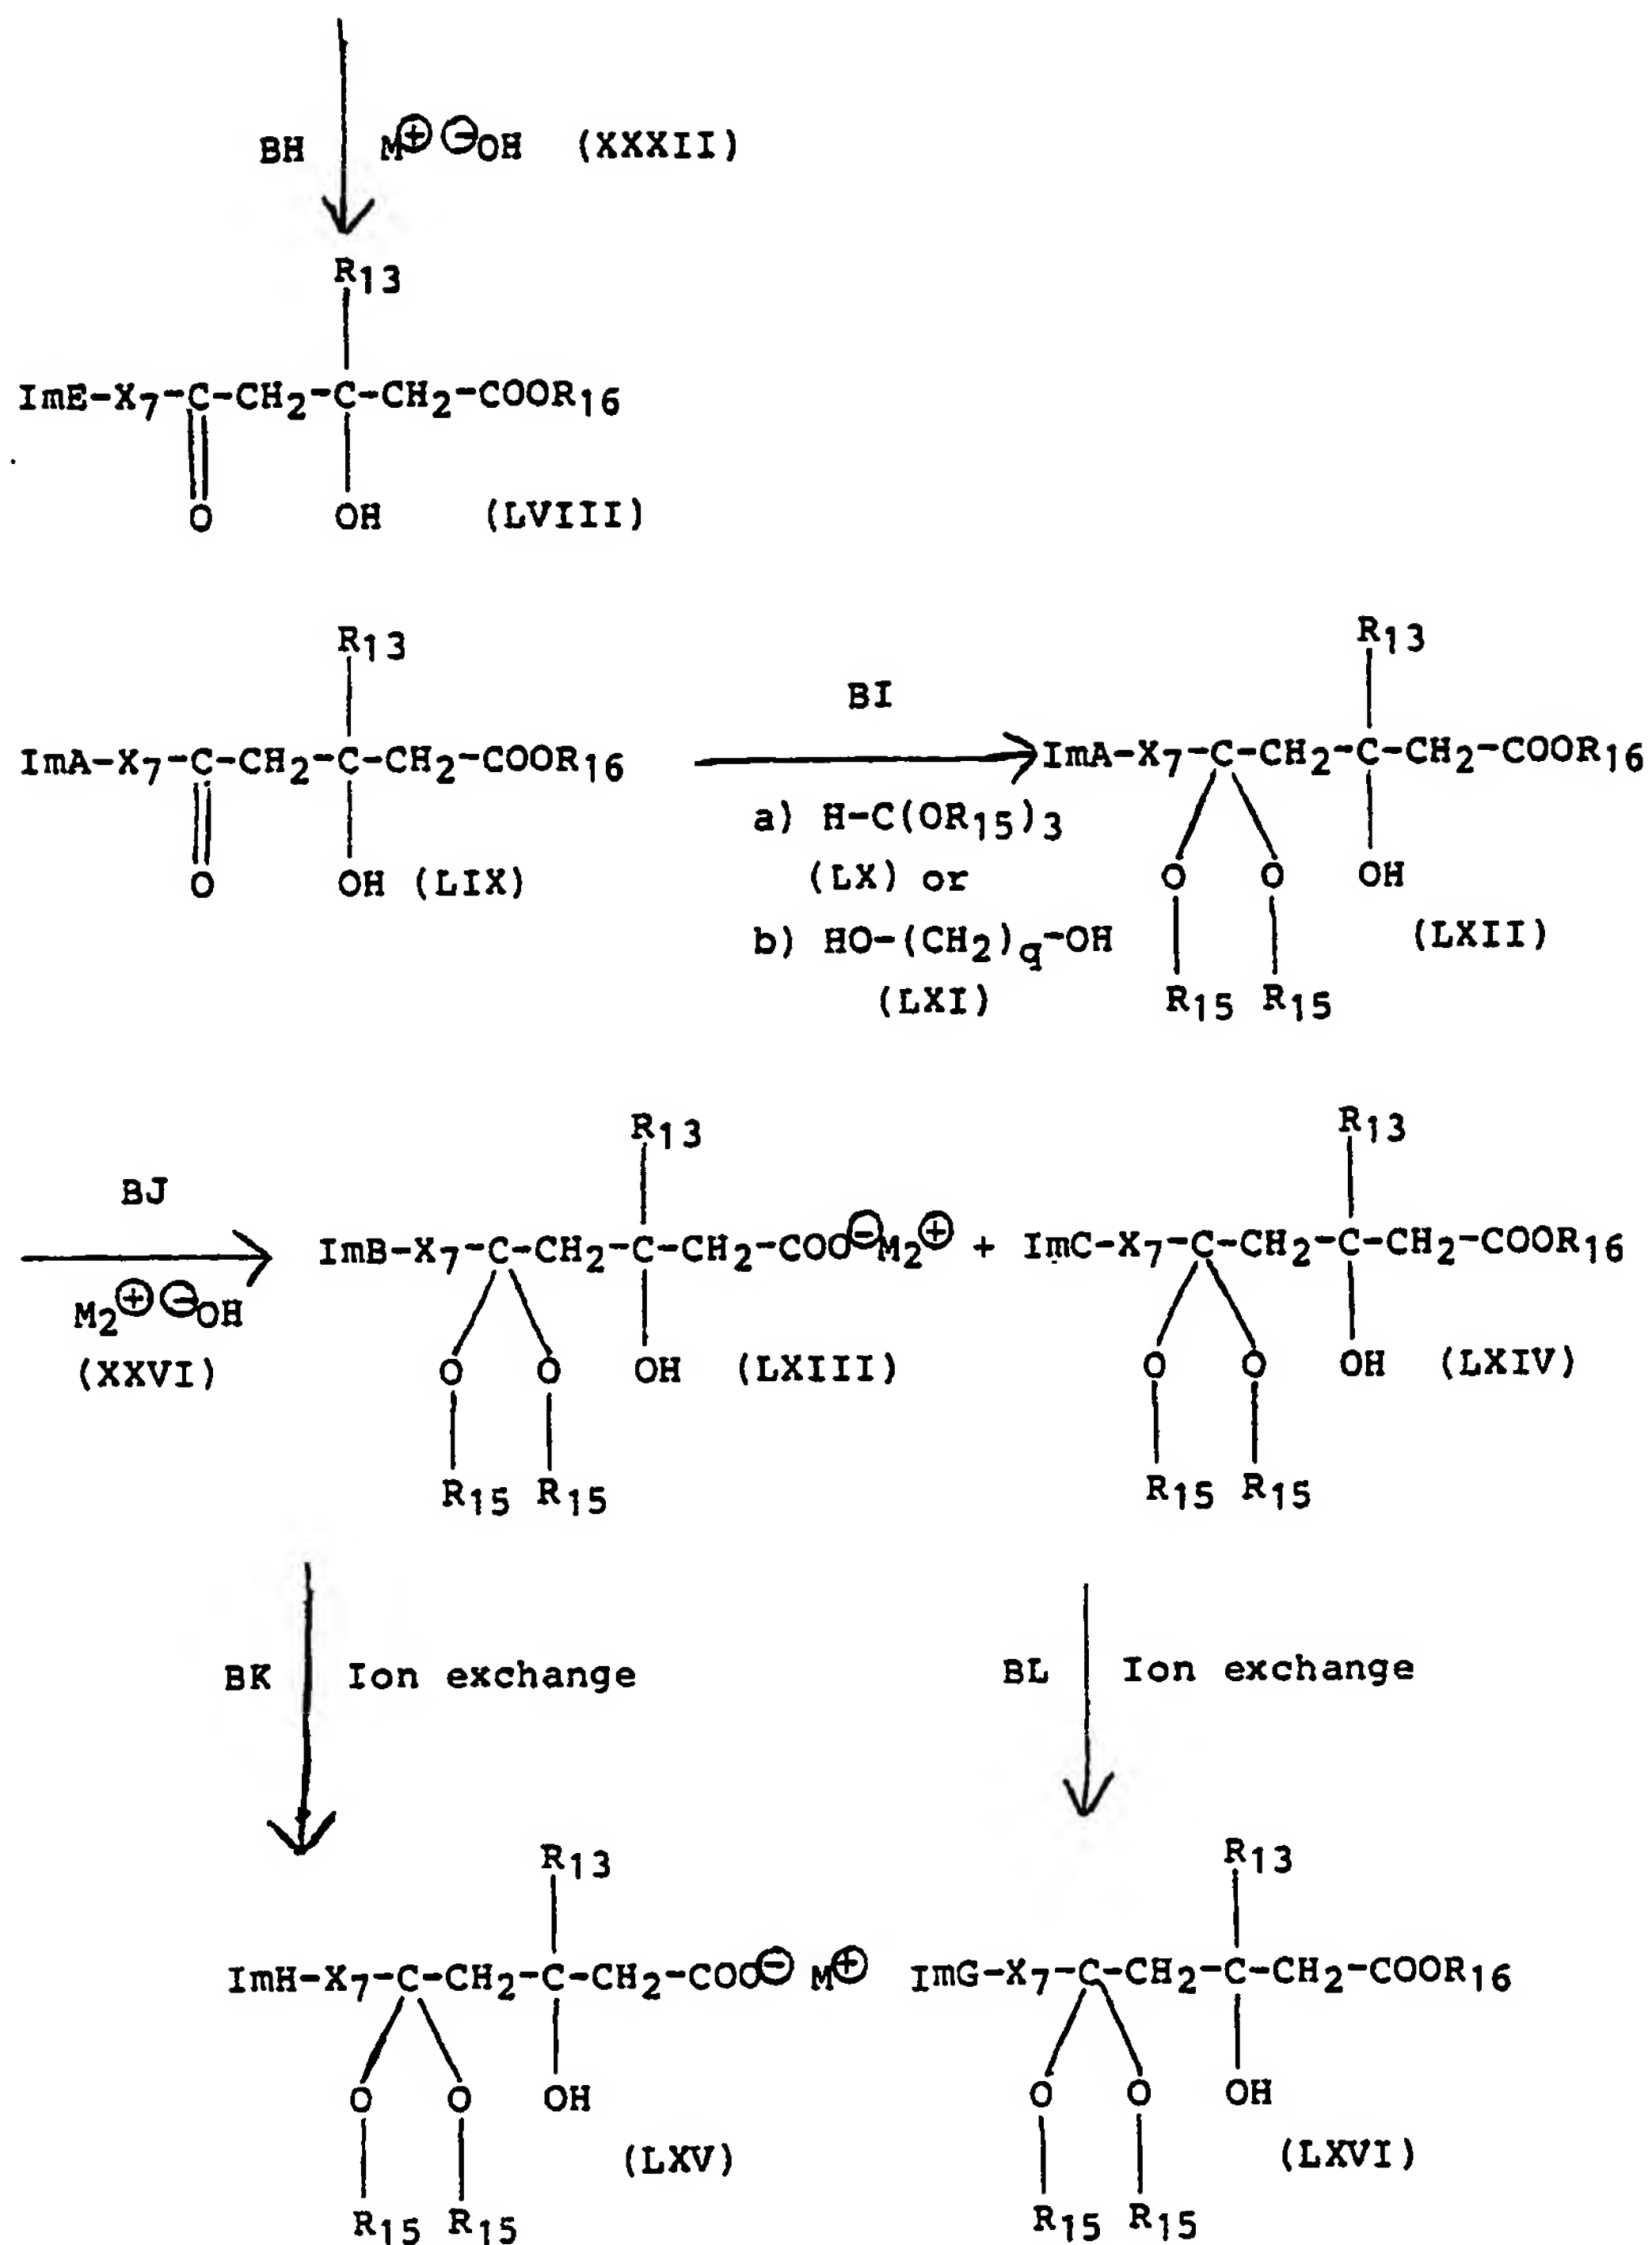 BH M⊕ ⊖OH (XXXII)
R13
ImE-X7-C-CH2-C-CH2-COOR16
O OH (LVIII)
R13 R13
BI
ImA-X7-C-CH2-C-CH2-COOR16 ImA-X7-C-CH2-C-CH2-COOR16
a) H-C(OR15)3
O OH (LIX) (LX) or O O OH
b) HO-(CH2)q-OH (LXII)
(LXI) R15 R15
R13 R13
BJ
ImB-X7-C-CH2-C-CH2-COO⊖M2⊕ + ImC-X7-C-CH2-C-CH2-COOR16
M2⊕ ⊖OH
(XXVI) O O OH (LXIII) O O OH (LXIV)
R15 R15 R15 R15
BK Ion exchange BL Ion exchange
R13 R13
ImH-X7-C-CH2-C-CH2-COO⊖ M⊕ ImG-X7-C-CH2-C-CH2-COOR16
O O OH O O OH
(LXV) (LXVI)
R15 R15 R15 R15